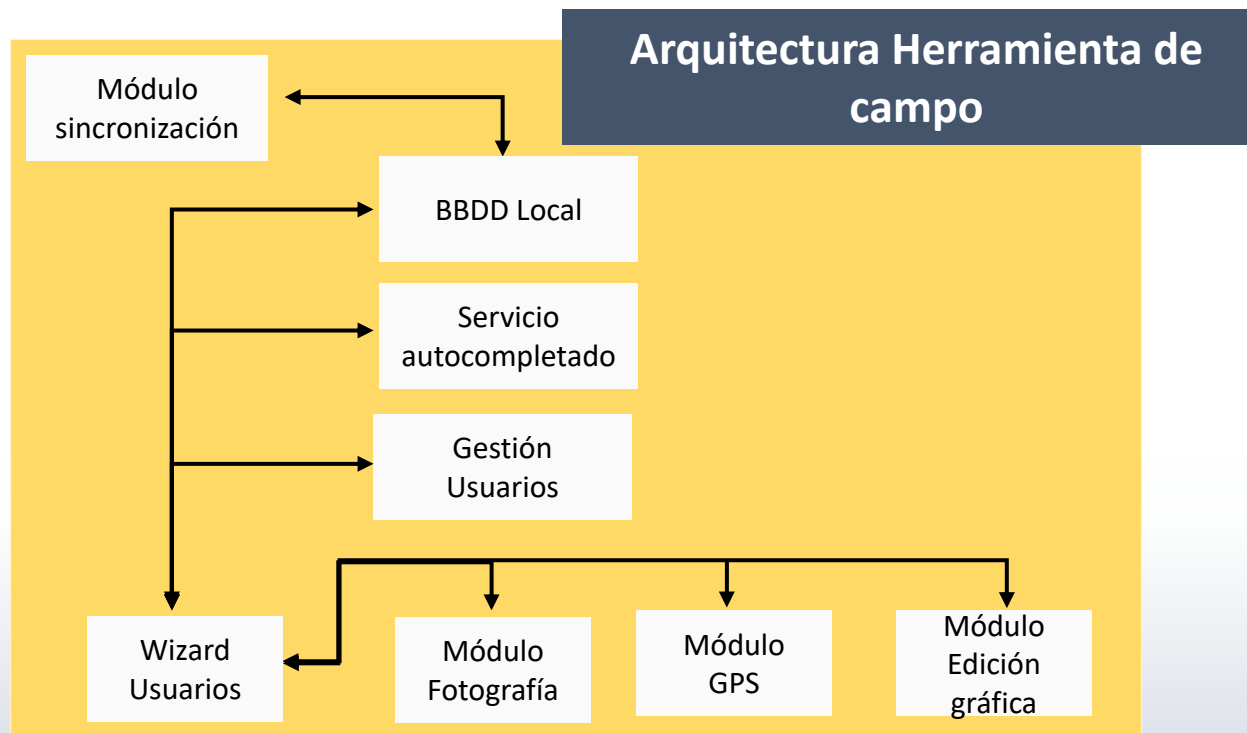 Arquitectura Herramienta de
campo
Módulo
sincronización
BBDD Local
Servicio
autocompletado
Gestión
Usuarios
Wizard
Usuarios
Módulo
Fotografía
Módulo
GPS
Módulo
Edición
gráfica